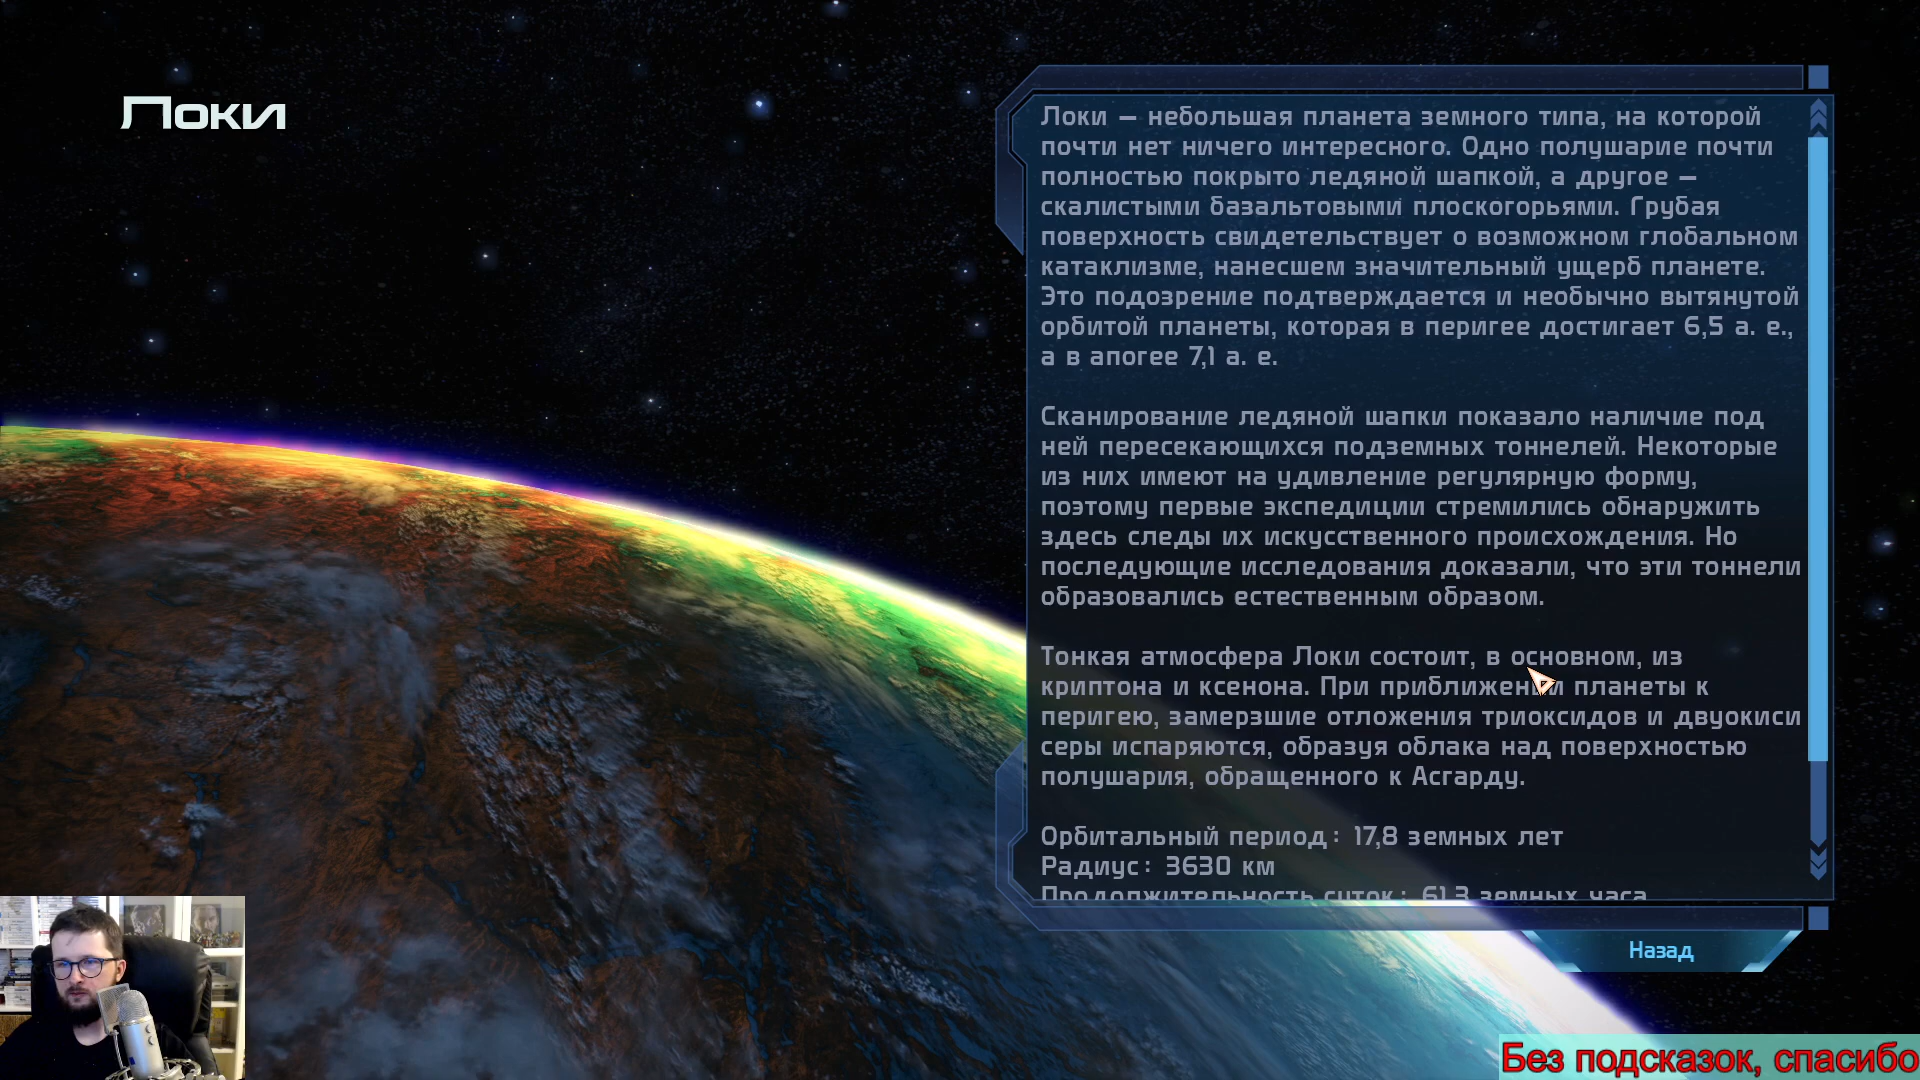 Локи
Локи — небольшая планета земного типа, на которой
почти нет ничего интересного. Одно полушарие почти
полностью покрыто ледяной шапкой, а другое —
скалистыми базальтовыми плоскогорьями. Грубая
поверхность свидетельствует о возможном глобальном
катаклизме, нанесшем значительный ущерб планете.
Это подозрение подтверждается и необычно вытянутой
орбитой планеты, которая в перигее достигает 6,5 а. е.,
а в апогее 7,1 а. е.
Сканирование ледяной шапки показало наличие под
ней пересекающихся подземных тоннелей. Некоторые
из них имеют на удивление регулярную форму,
поэтому первые экспедиции стремились обнаружить
здесь следы их искусственного происхождения. Но
последующие исследования доказали, что эти тоннели
образовались естественным образом.
Тонкая атмосфера Локи состоит, в основном, из
криптона и ксенона. При приближении планеты к
перигею, замерзшие отложения триоксидов и двуокиси
серы испаряются, образуя облака над поверхностью
полушария, обращенного к Асгарду.
Орбитальный период: 17,8 земных лет
Радиус: 3630 км
Продолжительность суток: 61,3 земных часа
Назад
Без подсказок, спасибо